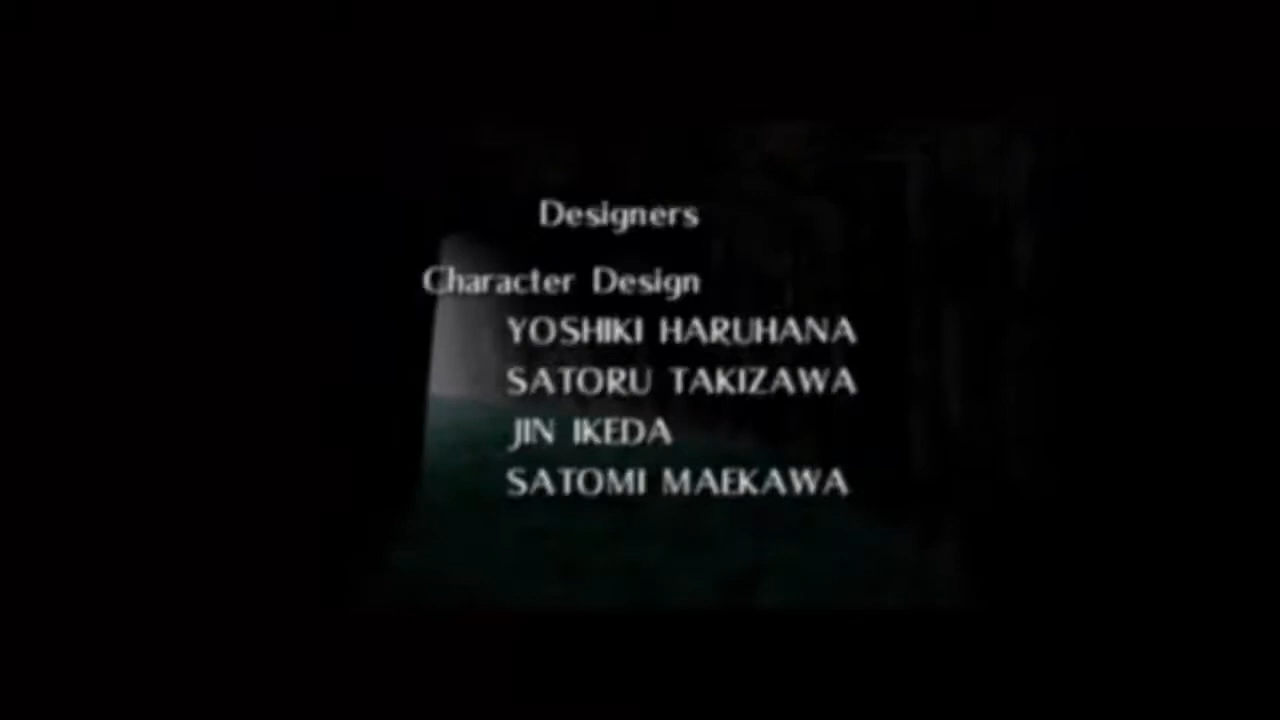 Designers
Character Design
YOSHIKI HARUHANA
SATORU TAKIZAWA
JIN IKEDA
SATOMI MAEKAWA